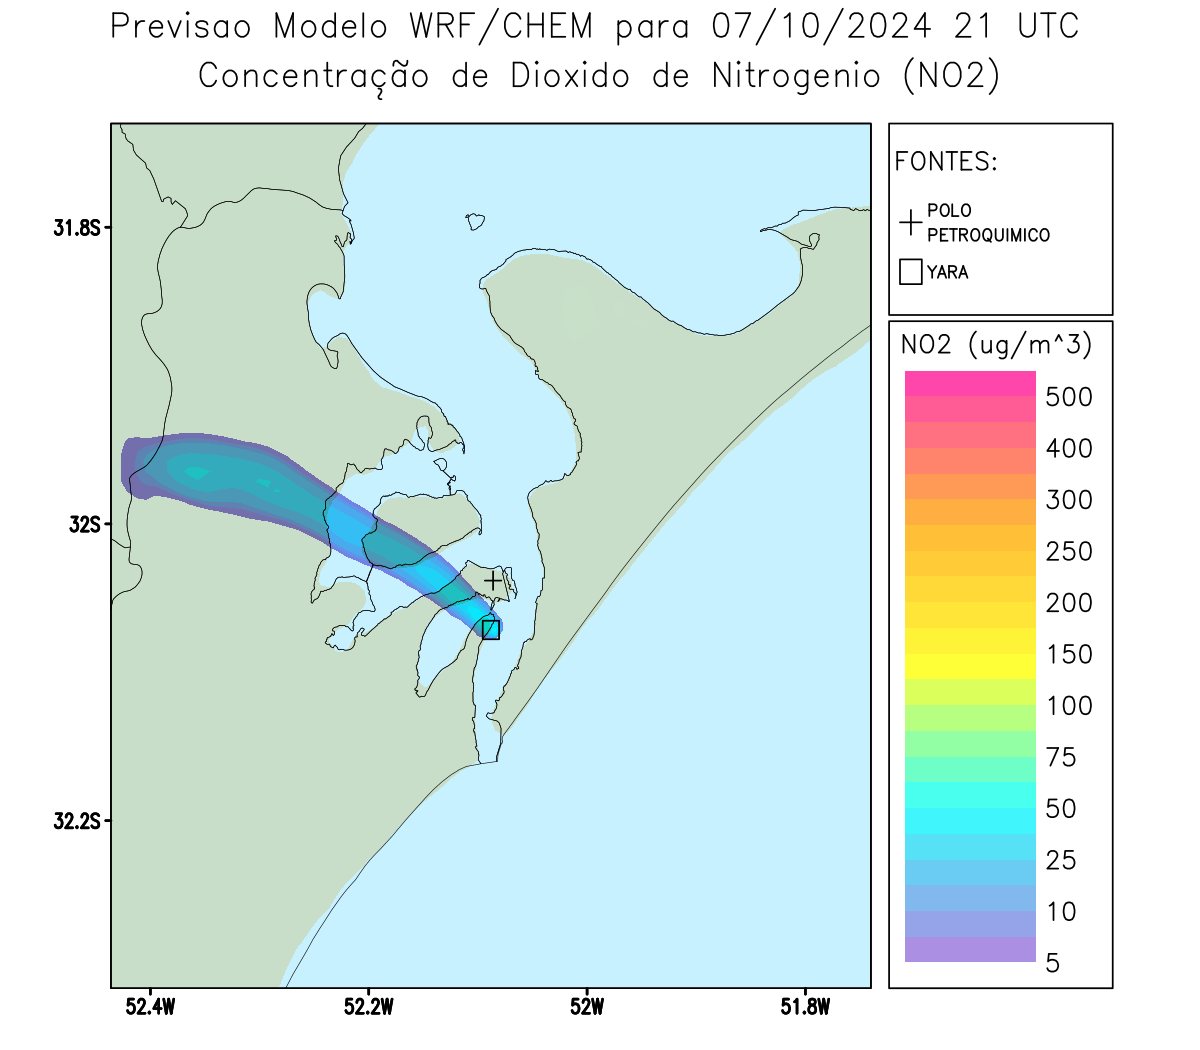 Previsao Modelo WRF/CHEM para 07/10/2024 21 UTC
Concentração de Dioxido de Nitrogenio (NO2)
FONTES:
POLO
PETROQUIMICO
YARA
NO2 (ug/m^3)
500
400
300
250
200
150
100
75
50
25
10
5
31.8S
32S
32.2S
52.4W
52.2W
52W
51.8W